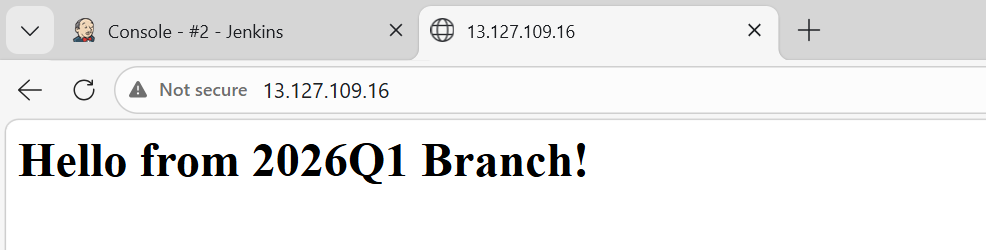 Console - #2 - Jenkins
13.127.109.16
Not secure
13.127.109.16
Hello from 2026Q1 Branch!